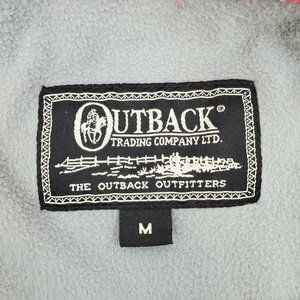 OUTBACK®
TRADING COMPANY LTD.
THE OUTBACK OUTFITTERS
M